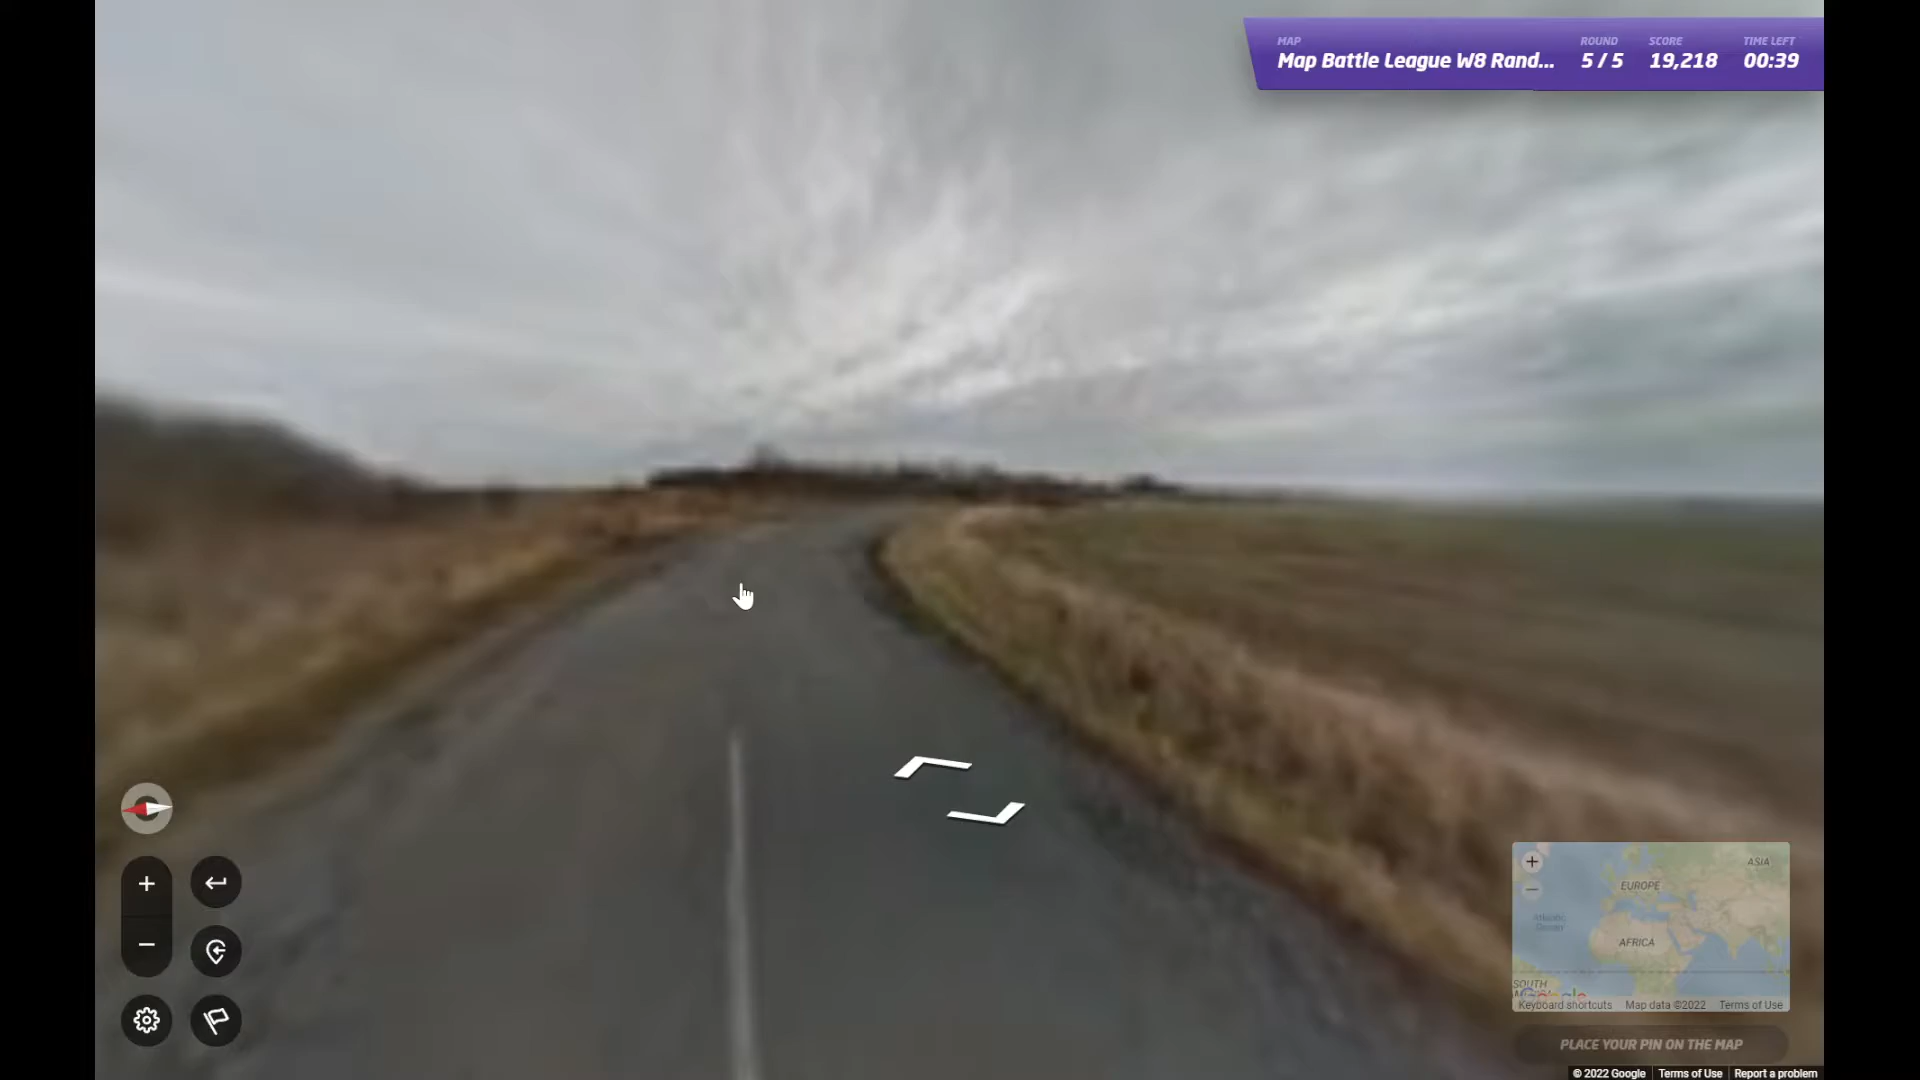 MAP
Map Battle League W8 Rand...
ROUND
5 / 5
SCORE
19,218
TIME LEFT
00:39
ASIA
EUROPE
Atlantic
Ocean
AFRICA
SOUTH
Google
Keyboard shortcuts
Map data ©2022
Terms of Use
PLACE YOUR PIN ON THE MAP
© 2022 Google
Terms of Use
Report a problem